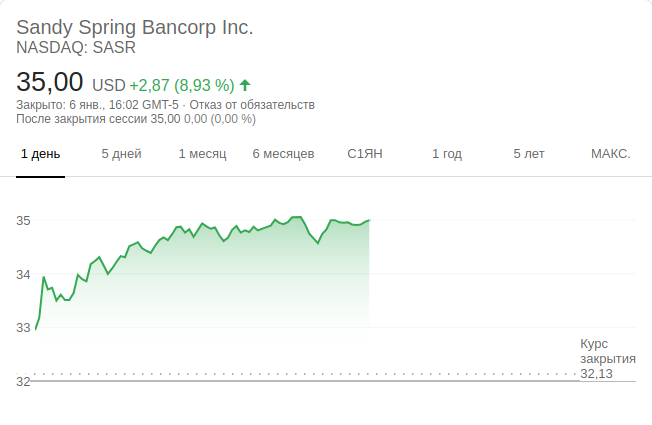 Sandy Spring Bancorp Inc.
NASDAQ: SASR
35,00 USD +2,87 (8,93 %)
Закрыто: 6 янв., 16:02 GMT-5 · Отказ от обязательств
После закрытия сессии 35,00 0,00 (0,00 %)
1 день 5 дней 1 месяц 6 месяцев С1ЯН 1 год 5 лет МАКС.
35
34
33
Курс
закрытия
32,13
32